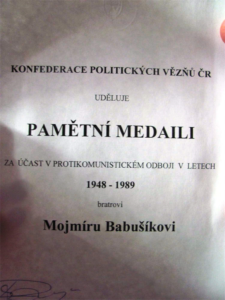 KONFEDERACE POLITICKÝCH VĚZŇŮ ČR
UDĚLUJE
PAMĚTNÍ MEDAILI
ZA ÚČAST V PROTIKOMUNISTICKÉM ODBOJI V LETECH
1948 - 1989
bratrovi
Mojmíru Babušíkovi